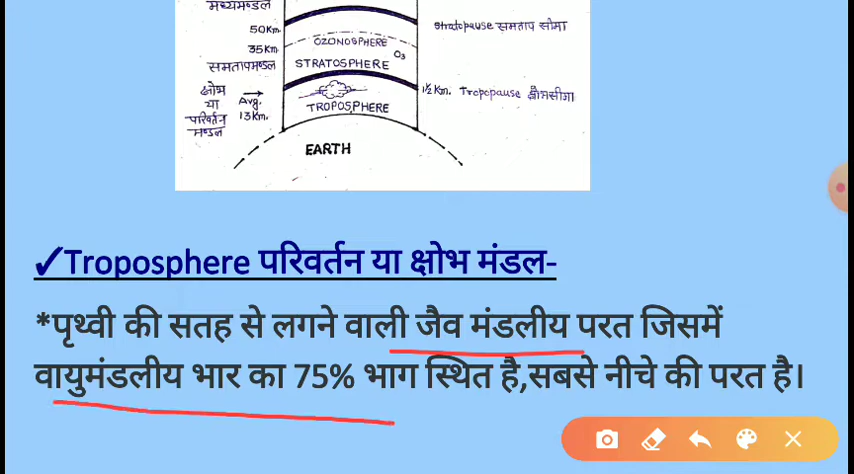 मध्यमण्डल
50Km.
Stratopause समताप सीमा
35Km.
OZONOSPHERE
O₃
समतापमण्डल
STRATOSPHERE
क्षोभ
या
परिवर्तन
मण्डल
Avg.
13Km.
1½ Km. Tropopause क्षोभसीमा
TROPOSPHERE
EARTH
✓Troposphere परिवर्तन या क्षोभ मंडल-
*पृथ्वी की सतह से लगने वाली जैव मंडलीय परत जिसमें
वायुमंडलीय भार का 75% भाग स्थित है,सबसे नीचे की परत है।